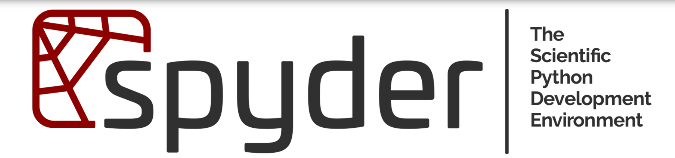 spyder
The
Scientific
Python
Development
Environment